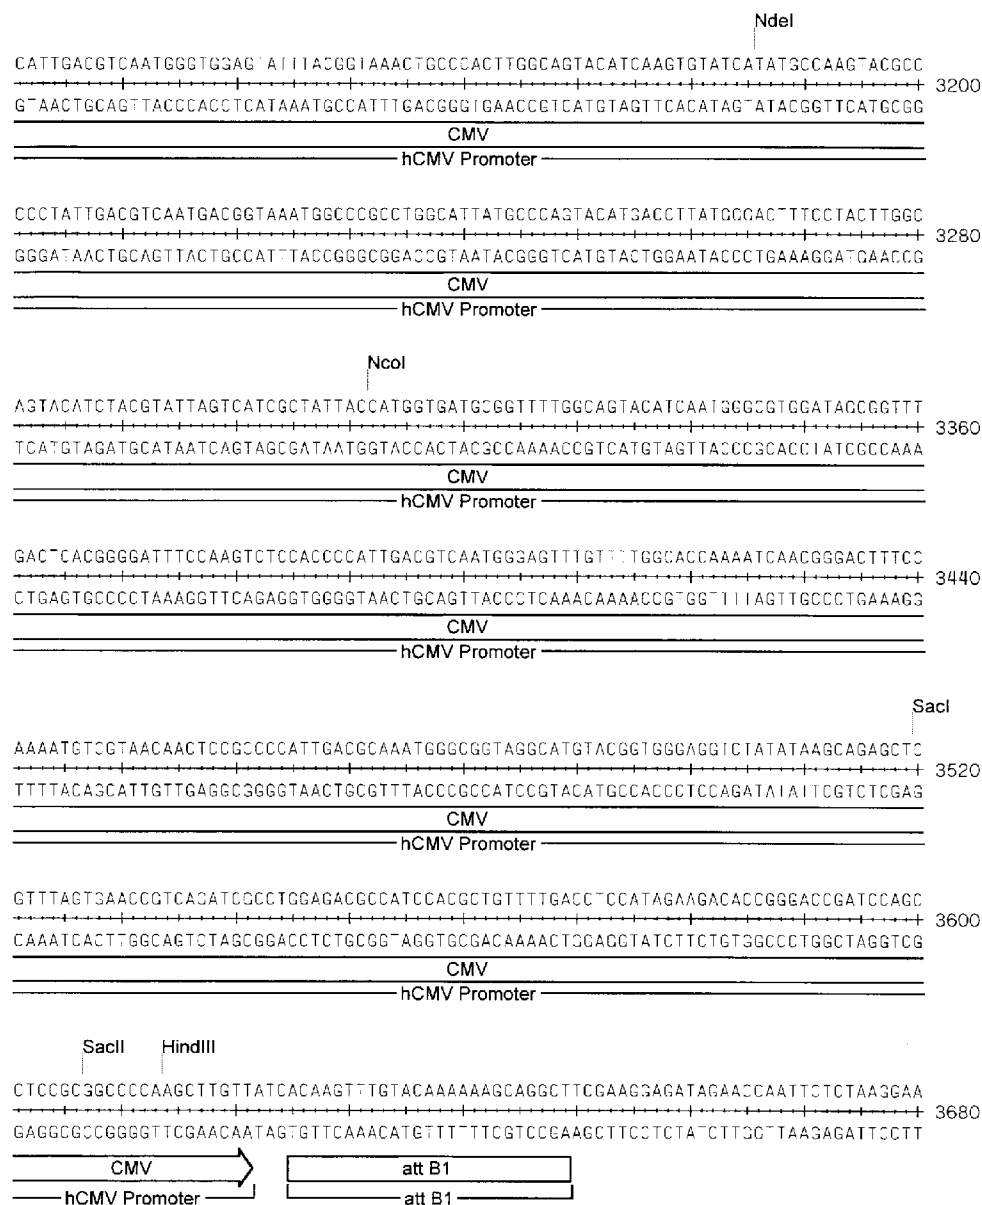 NdeI
CATTGACGTCAATGGGTGGAGTATTTACGGTAAACTGCCCACTTGGCAGTACATCAAGTGTATCATATGCCAAGTACGCC
3200
GTAACTGCAGTTACCCACCTCATAAATGCCATTTGACGGGTGAACCGTCATGTAGTTCACATAGTATACGGTTCATGCGG
CMV
hCMV Promoter
CCCTATTGACGTCAATGACGGTAAATGGCCCGCCTGGCATTATGCCCAGTACATGACCTTATGGGACTTTCCTACTTGGC
3280
GGGATAACTGCAGTTACTGCCATTTACCGGGCGGACCGTAATACGGGTCATGTACTGGAATACCCTGAAAGGATGAACCG
CMV
hCMV Promoter
NcoI
AGTACATCTACGTATTAGTCATCGCTATTACCATGGTGATGCGGTTTTGGCAGTACATCAATGGGCGTGGATAGCGGTTT
3360
TCATGTAGATGCATAATCAGTAGCGATAATGGTACCACTACGCCAAAACCGTCATGTAGTTACCCGCACCTATCGCCAAA
CMV
hCMV Promoter
GACTCACGGGGATTTCCAAGTCTCCACCCCATTGACGTCAATGGGAGTTTGTTTTGGCACCAAAATCAACGGGACTTTCC
3440
CTGAGTGCCCCTAAAGGTTCAGAGGTGGGGTAACTGCAGTTACCCTCAAACAAAACCGTGGTTTTAGTTGCCCTGAAAGG
CMV
hCMV Promoter
SacI
AAAATGTCGTAACAACTCCGCCCCATTGACGCAAATGGGCGGTAGGCATGTACGGTGGGAGGTCTATATAAGCAGAGCTC
3520
TTTTACAGCATTGTTGAGGCGGGGTAACTGCGTTTACCCGCCATCCGTACATGCCACCCTCCAGATATATTCGTCTCGAG
CMV
hCMV Promoter
GTTTAGTGAACCGTCAGATCGCCTGGAGACGCCATCCACGCTGTTTTGACCTCCATAGAAGACACCGGGACCGATCCAGC
3600
CAAATCACTTGGCAGTCTAGCGGACCTCTGCGGTAGGTGCGACAAAACTGGAGGTATCTTCTGTGGCCCTGGCTAGGTCG
CMV
hCMV Promoter
SacII HindIII
CTCCGCGGCCCCAAGCTTGTTATCACAAGTTTGTACAAAAAAGCAGGCTTCGAAGGAGATAGAACCAATTCTCTAAGGAA
3680
GAGGCGCCGGGGTTCGAACAATAGTGTTCAAACATGTTTTTTCGTCCGAAGCTTCCTCTATCTTGGTTAAGAGATTCCTT
CMV att B1
hCMV Promoter att B1